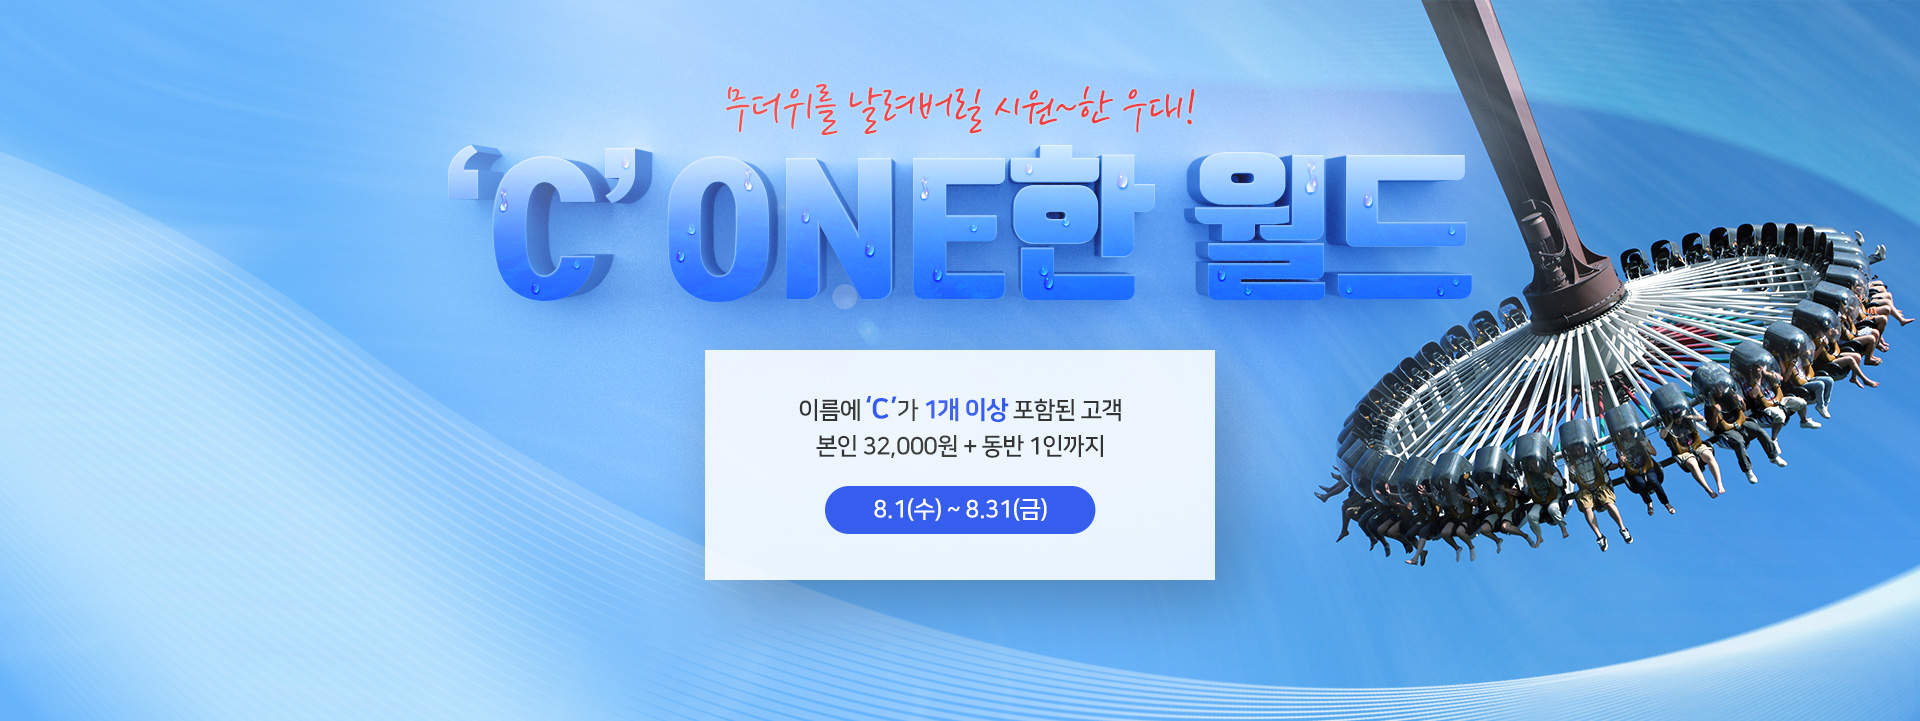 무더위를 날려버릴 시원~한 우대!
‘C’ ONE한 월드
이름에 ‘C’가 1개 이상 포함된 고객
본인 32,000원 + 동반 1인까지
8.1(수) ~ 8.31(금)